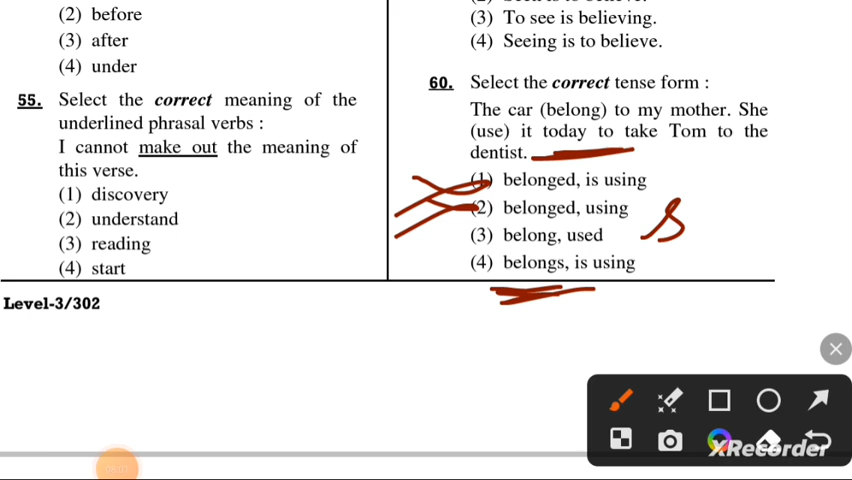 (2) before
(3) after
(4) under
55. Select the correct meaning of the
underlined phrasal verbs :
I cannot make out the meaning of
this verse.
(1) discovery
(2) understand
(3) reading
(4) start
Level-3/302
(3) To see is believing.
(4) Seeing is to believe.
60. Select the correct tense form :
The car (belong) to my mother. She
(use) it today to take Tom to the
dentist.
(1) belonged, is using
(2) belonged, using
(3) belong, used
(4) belongs, is using
s
XRecorder